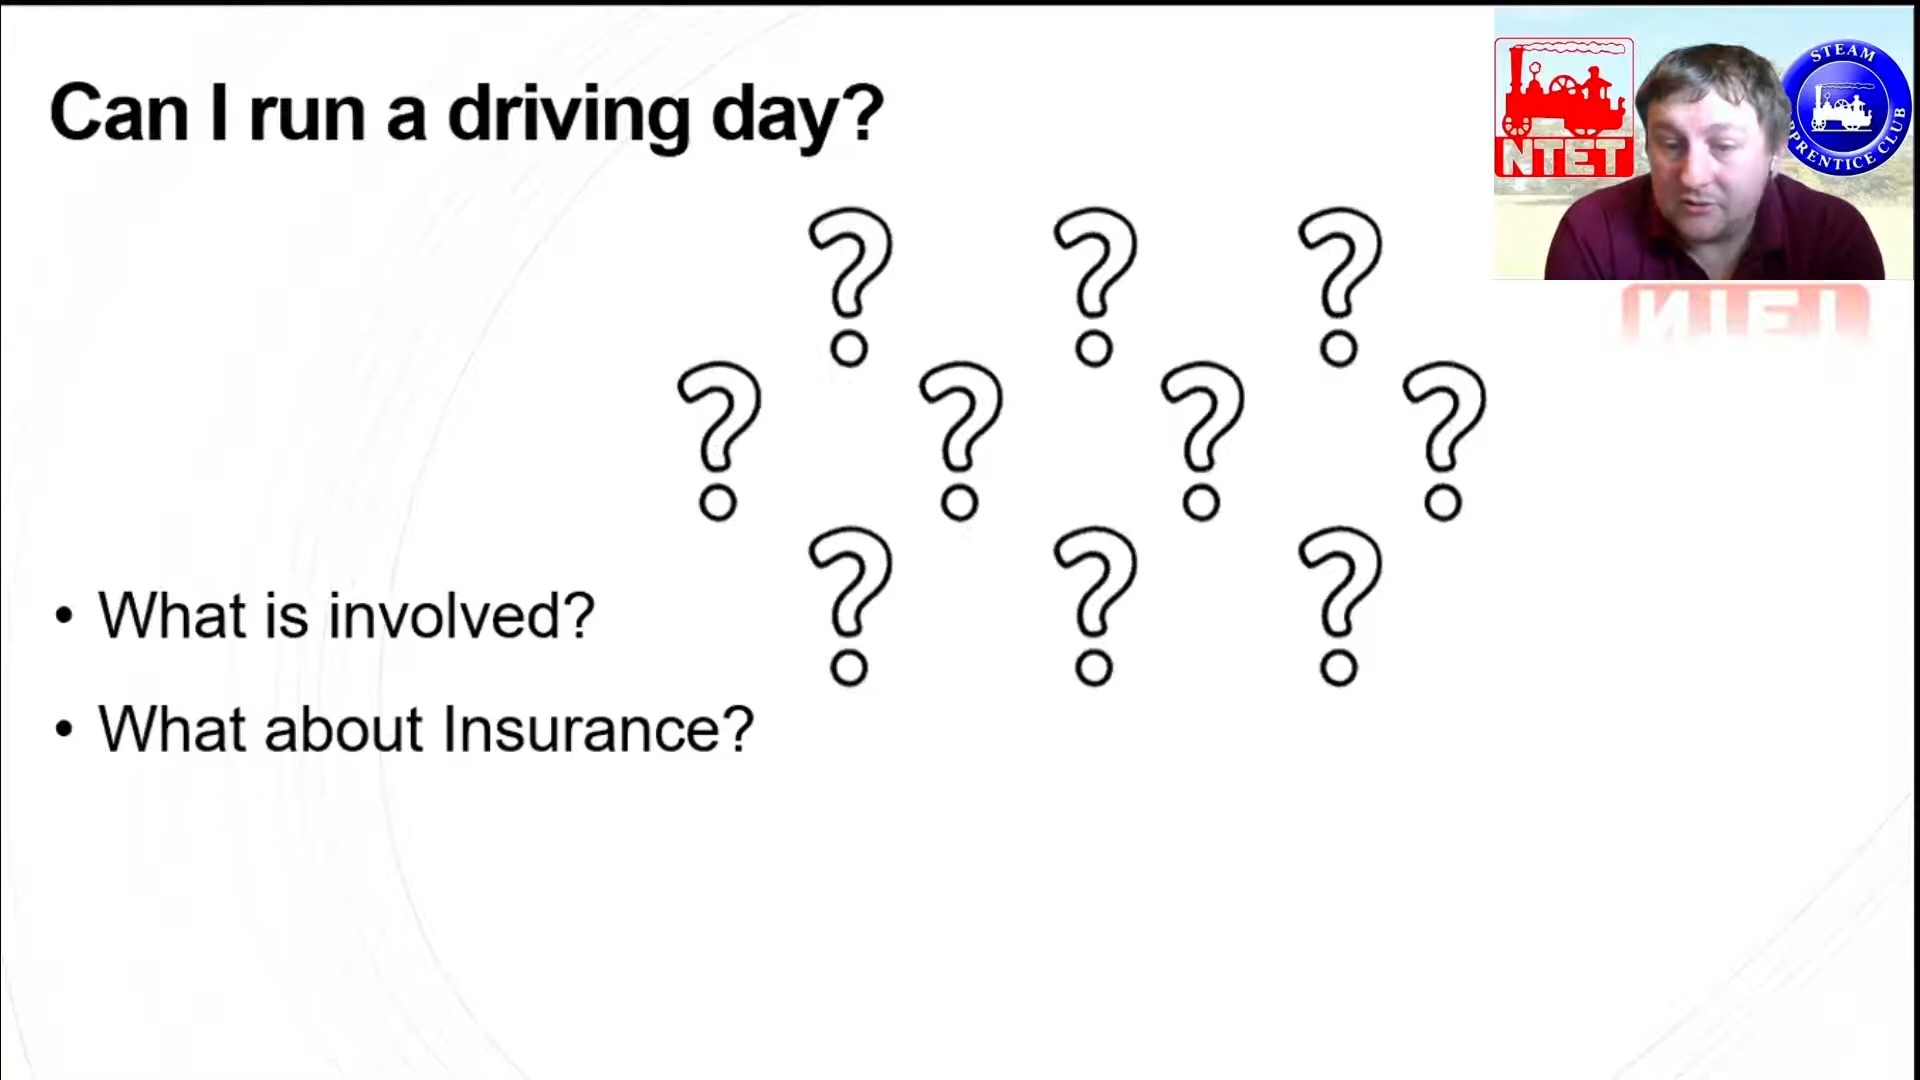 Can I run a driving day?
NTET
STEAM
APPRENTICE CLUB
? ? ?
? ? ? ?
? ? ?
• What is involved?
• What about Insurance?